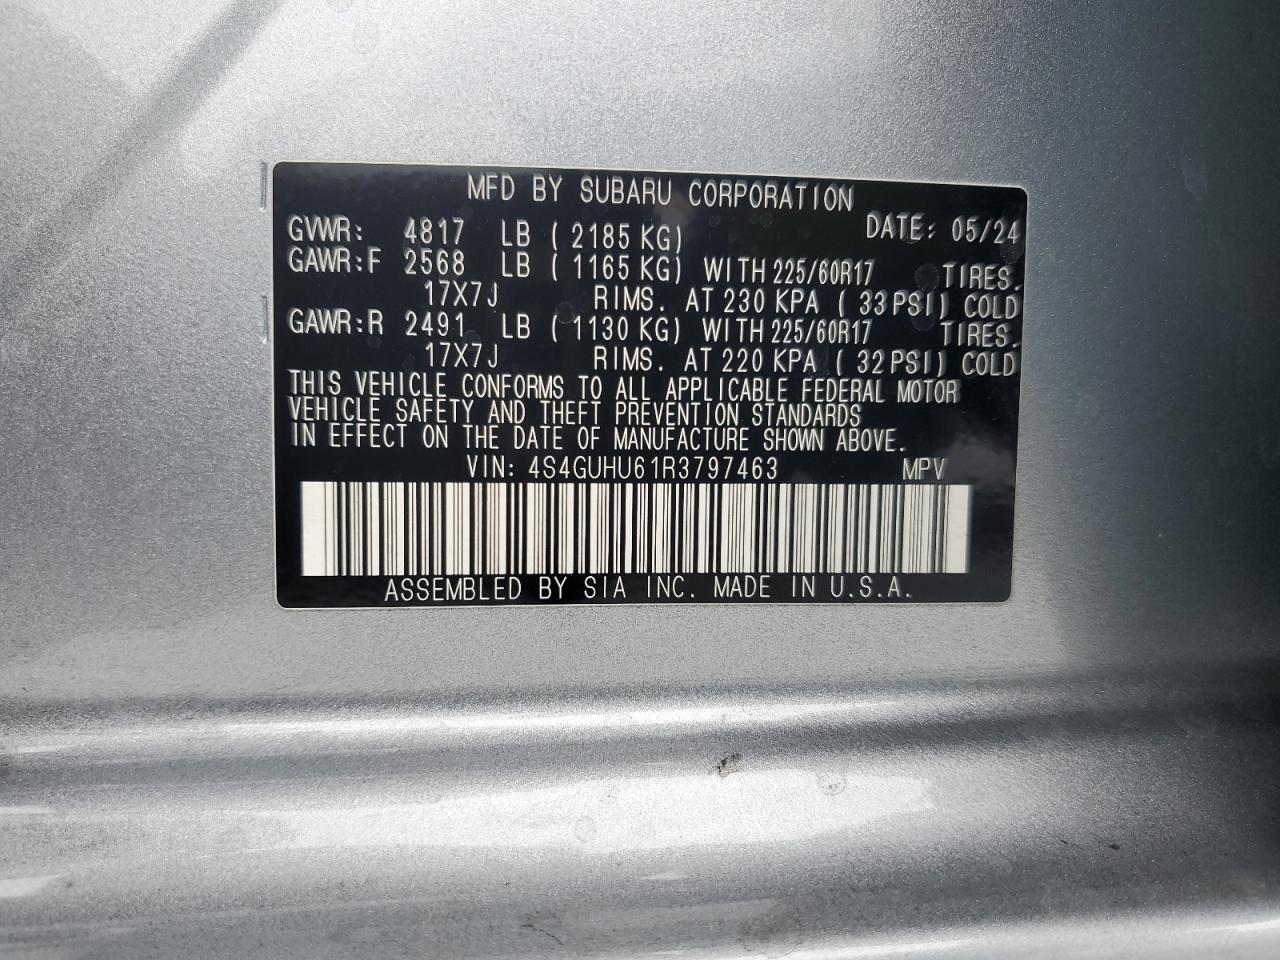 MFD BY SUBARU CORPORATION
DATE: 05/24
GVWR: 4817 LB ( 2185 KG)
GAWR:F 2568 LB ( 1165 KG) WITH 225/60R17 TIRES.
17X7J RIMS. AT 230 KPA ( 33 PSI) COLD
GAWR:R 2491 LB ( 1130 KG) WITH 225/60R17 TIRES.
17X7J RIMS. AT 220 KPA ( 32 PSI) COLD
THIS VEHICLE CONFORMS TO ALL APPLICABLE FEDERAL MOTOR
VEHICLE SAFETY AND THEFT PREVENTION STANDARDS
IN EFFECT ON THE DATE OF MANUFACTURE SHOWN ABOVE.
VIN: 4S4GUHU61R3797463 MPV
ASSEMBLED BY SIA INC. MADE IN U.S.A.